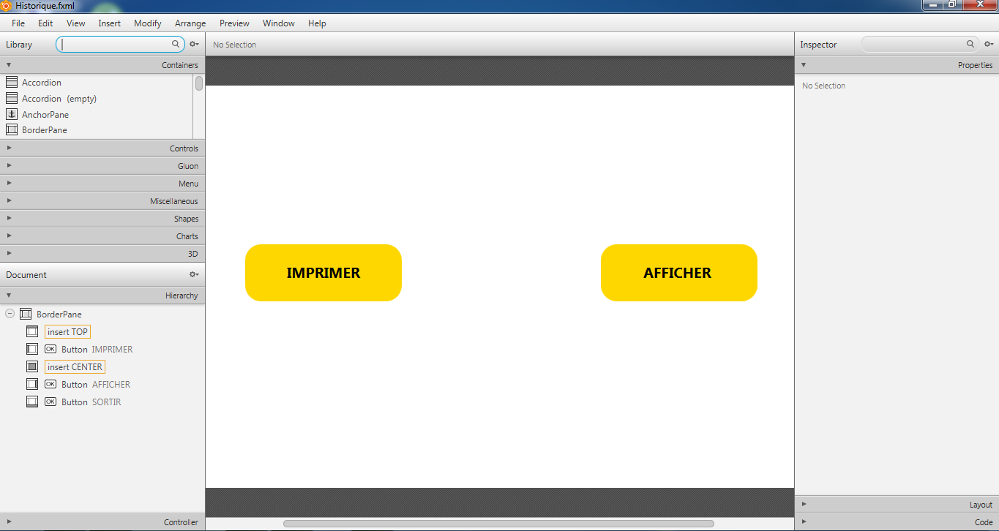 Historique.fxml
File Edit View Insert Modify Arrange Preview Window Help
Library
No Selection
Inspector
Containers
Properties
Accordion
Accordion (empty)
AnchorPane
BorderPane
No Selection
Controls
Gluon
Menu
Miscellaneous
Shapes
Charts
3D
IMPRIMER
AFFICHER
Document
Hierarchy
BorderPane
insert TOP
OK Button IMPRIMER
insert CENTER
OK Button AFFICHER
OK Button SORTIR
Controller
Layout
Code